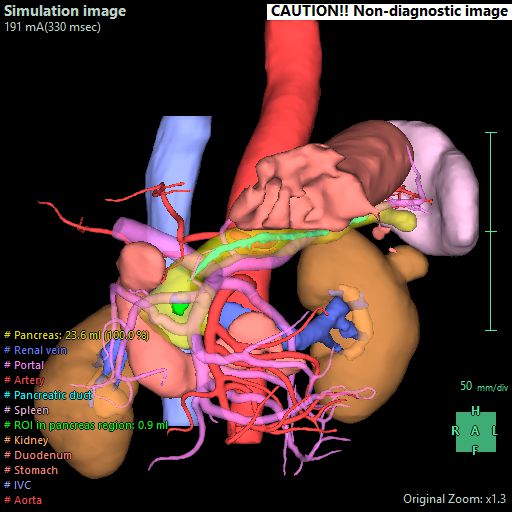 Simulation image
CAUTION!! Non-diagnostic image
191 mA(330 msec)
# Pancreas: 23.6 ml (100.0 %)
# Renal vein
# Portal
# Artery
# Pancreatic duct
# Spleen
# ROI in pancreas region: 0.9 ml
# Kidney
# Duodenum
# Stomach
# IVC
# Aorta
50 mm/div
H
R A L
F
Original Zoom: x1.3